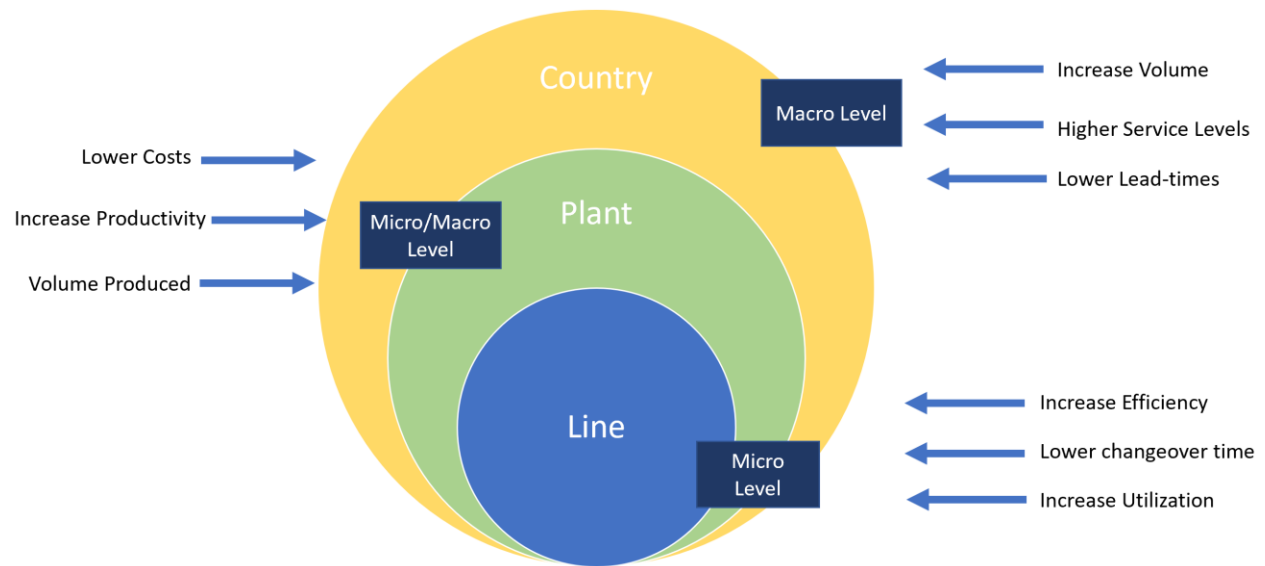 Country
Macro Level
Increase Volume
Higher Service Levels
Lower Lead-times
Lower Costs
Increase Productivity
Volume Produced
Micro/Macro
Level
Plant
Line
Micro
Level
Increase Efficiency
Lower changeover time
Increase Utilization